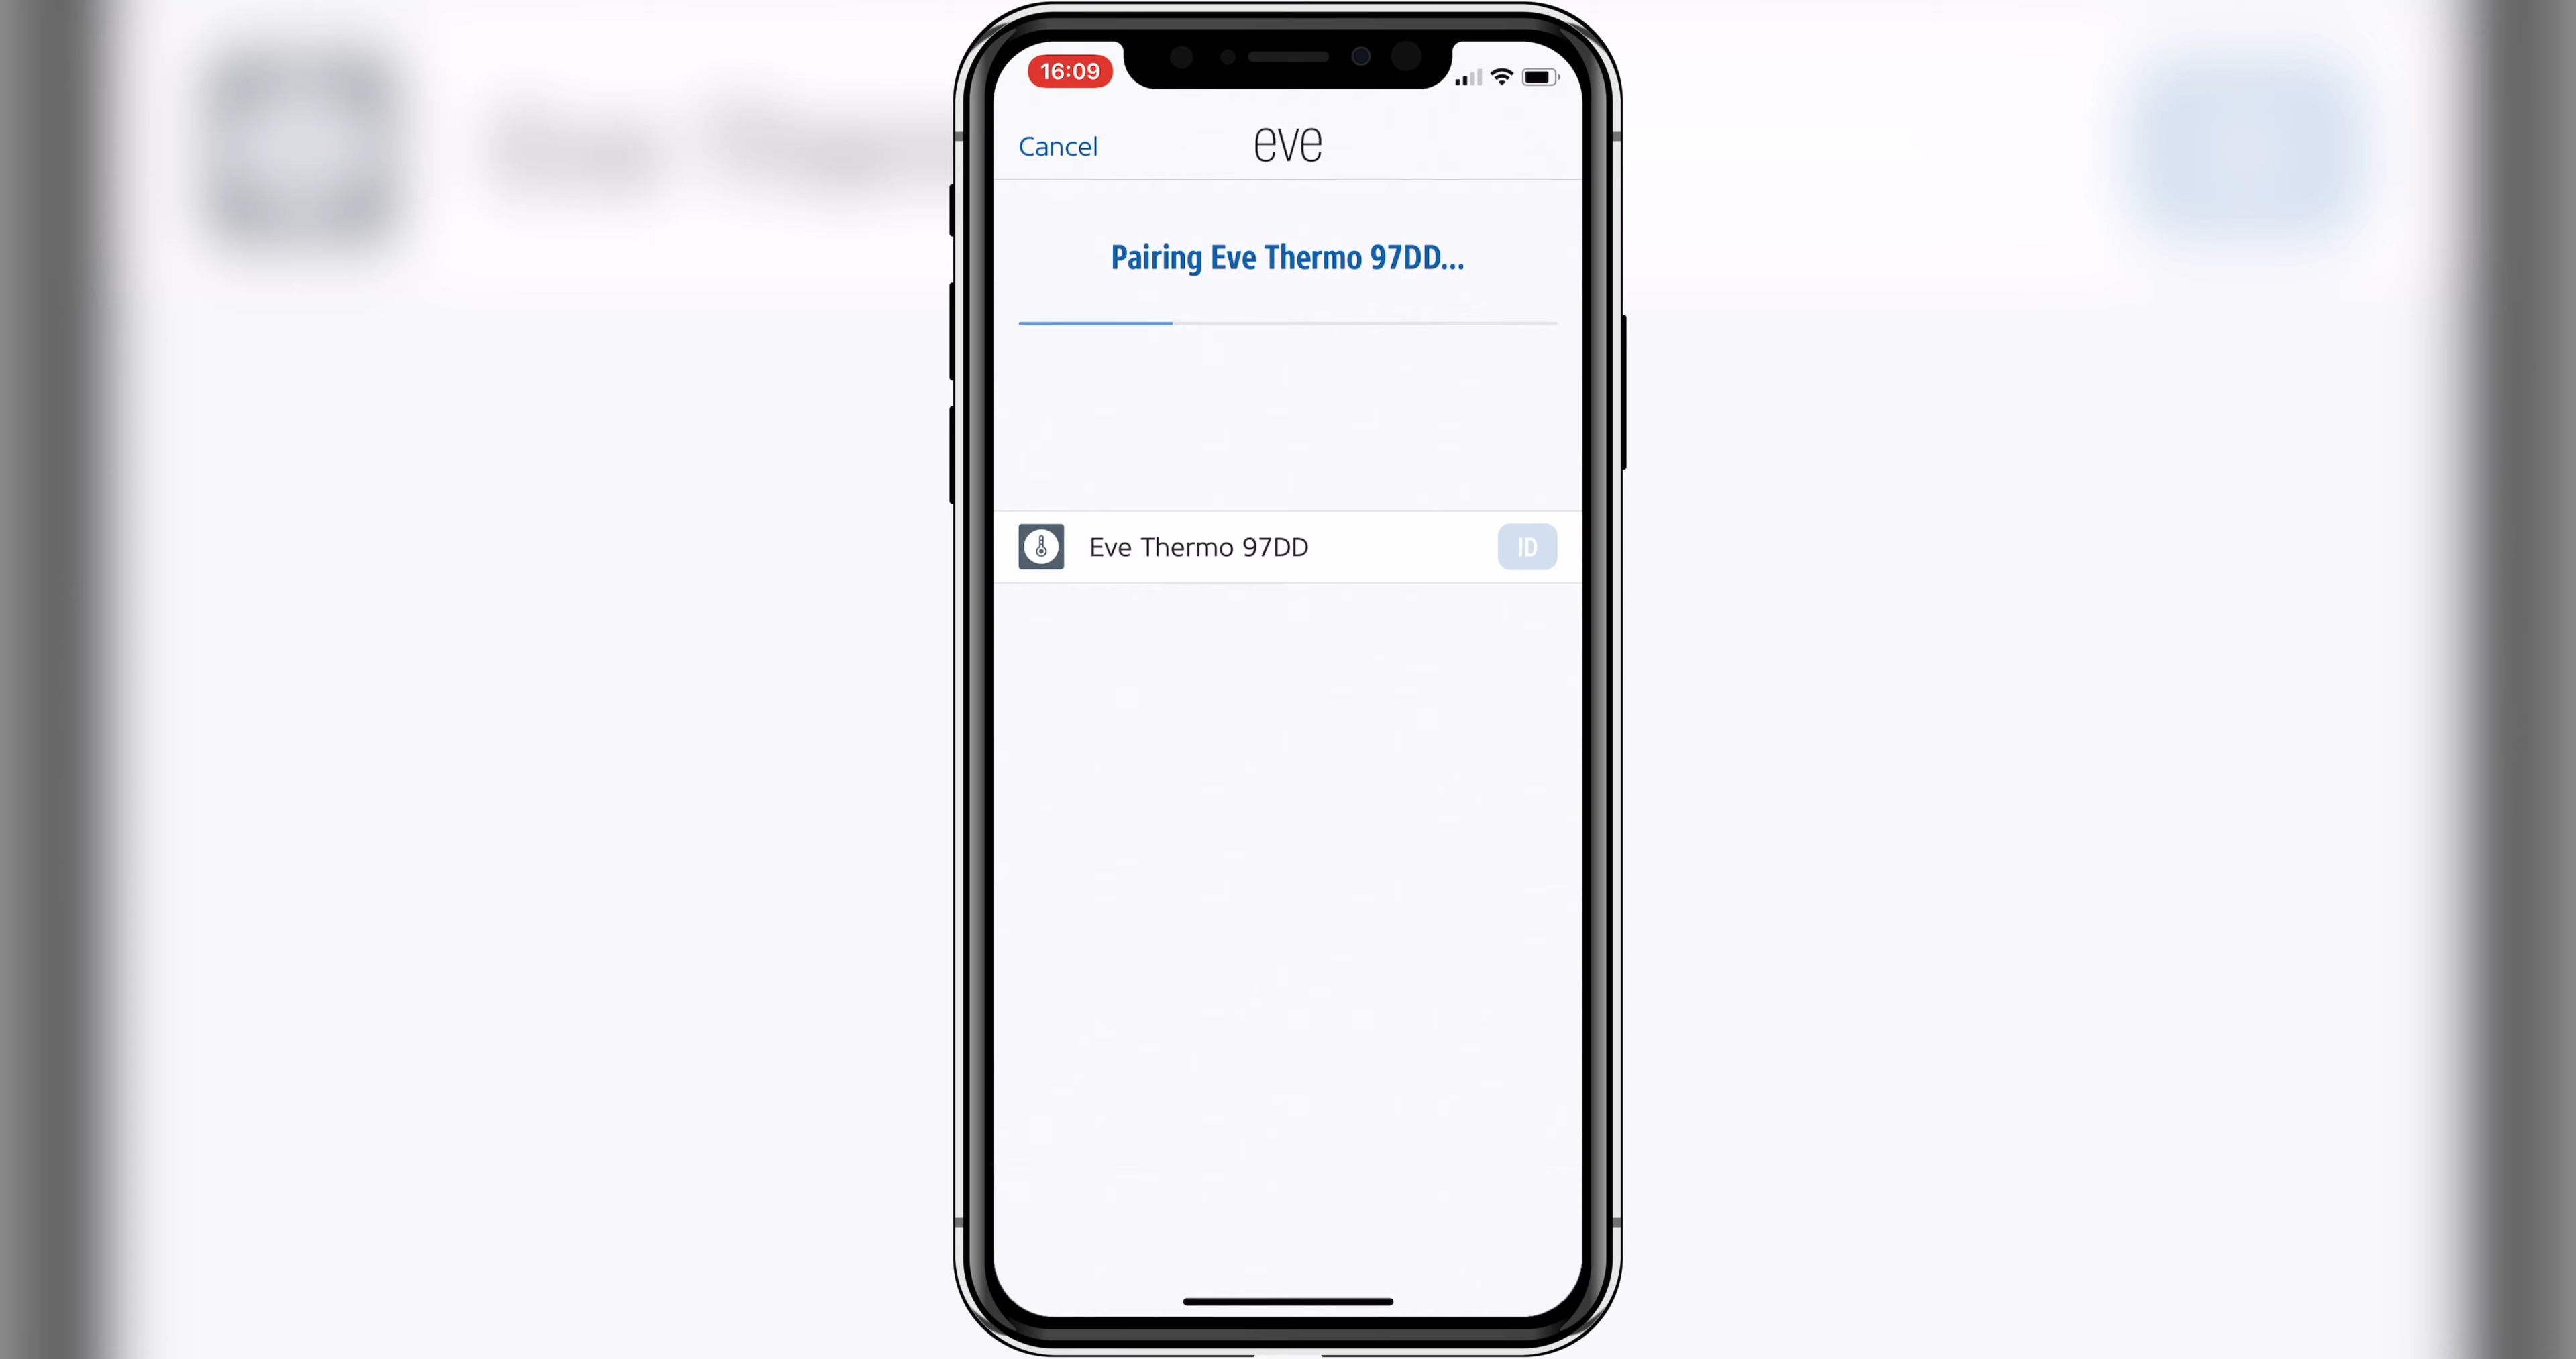 16:09
Cancel
eve
Pairing Eve Thermo 97DD...
Eve Thermo 97DD
ID